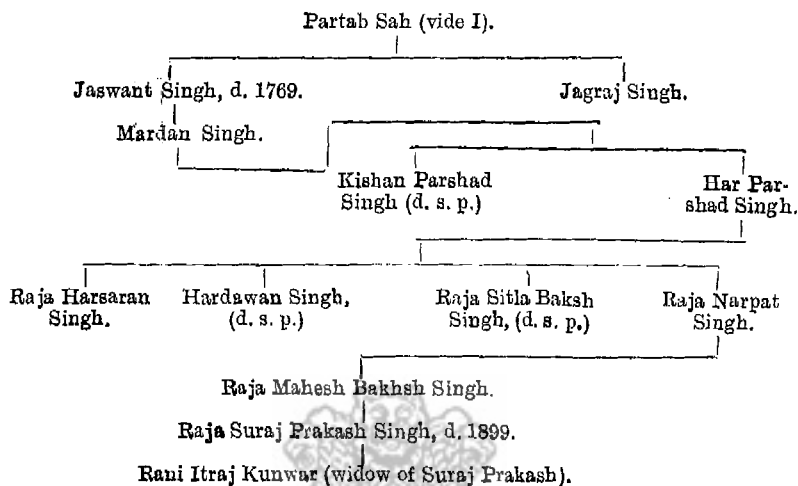 Partab Sah (vide I).
Jaswant Singh, d. 1769.
Jagraj Singh.
Mardan Singh.
Kishan Parshad
Singh (d. s. p.)
Har Par-
shad Singh.
Raja Harsaran
Singh.
Hardawan Singh,
(d. s. p.)
Raja Sitla Baksh
Singh, (d. s. p.)
Raja Narpat
Singh.
Raja Mahesh Bakhsh Singh.
Raja Suraj Prakash Singh, d. 1899.
Rani Itraj Kunwar (widow of Suraj Prakash).